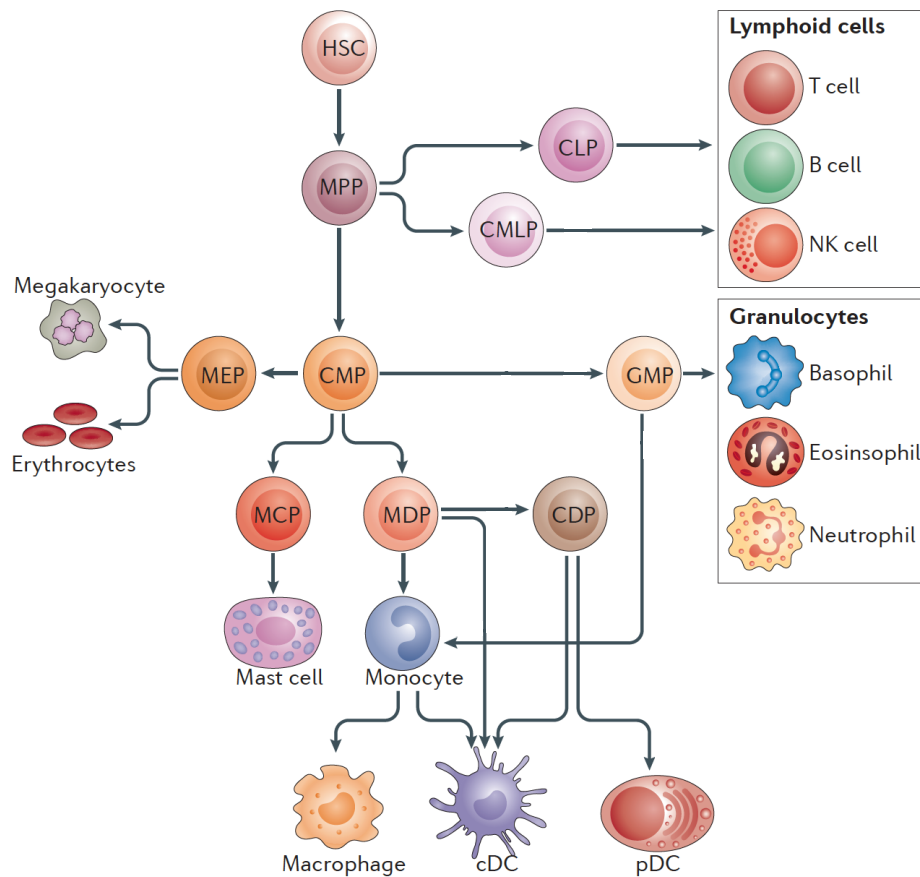 HSC
Lymphoid cells
T cell
CLP
B cell
MPP
CMLP
NK cell
Megakaryocyte
Granulocytes
MEP
CMP
GMP
Basophil
Erythrocytes
Eosinsophil
MCP
MDP
CDP
Neutrophil
Mast cell
Monocyte
Macrophage
cDC
pDC